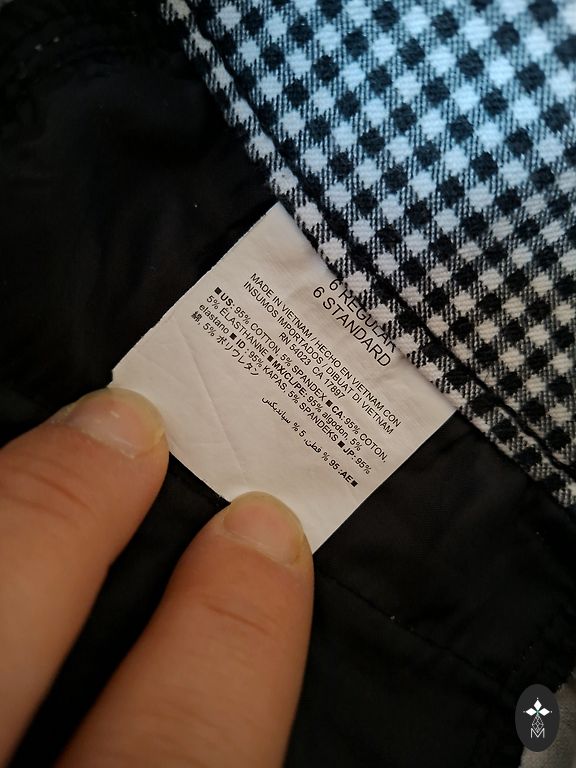 6 REGULAR
6 STANDARD
MADE IN VIETNAM / HECHO EN VIETNAM CON
INSUMOS IMPORTADOS / DIBUAT DI VIETNAM
RN 54023 CA 17897
■ US: 95% COTTON, 5% SPANDEX ■ CA: 95% COTON,
5% ÉLASTHANNE ■ MX/CL/PE: 95% algodon, 5%
elastano ■ ID: 95% KAPAS 5% SPANDEKS ■ JP: 95%
綿, 5% ポリウレタン
■ AE: 95 % قطن, 5 % سبانديكس
M